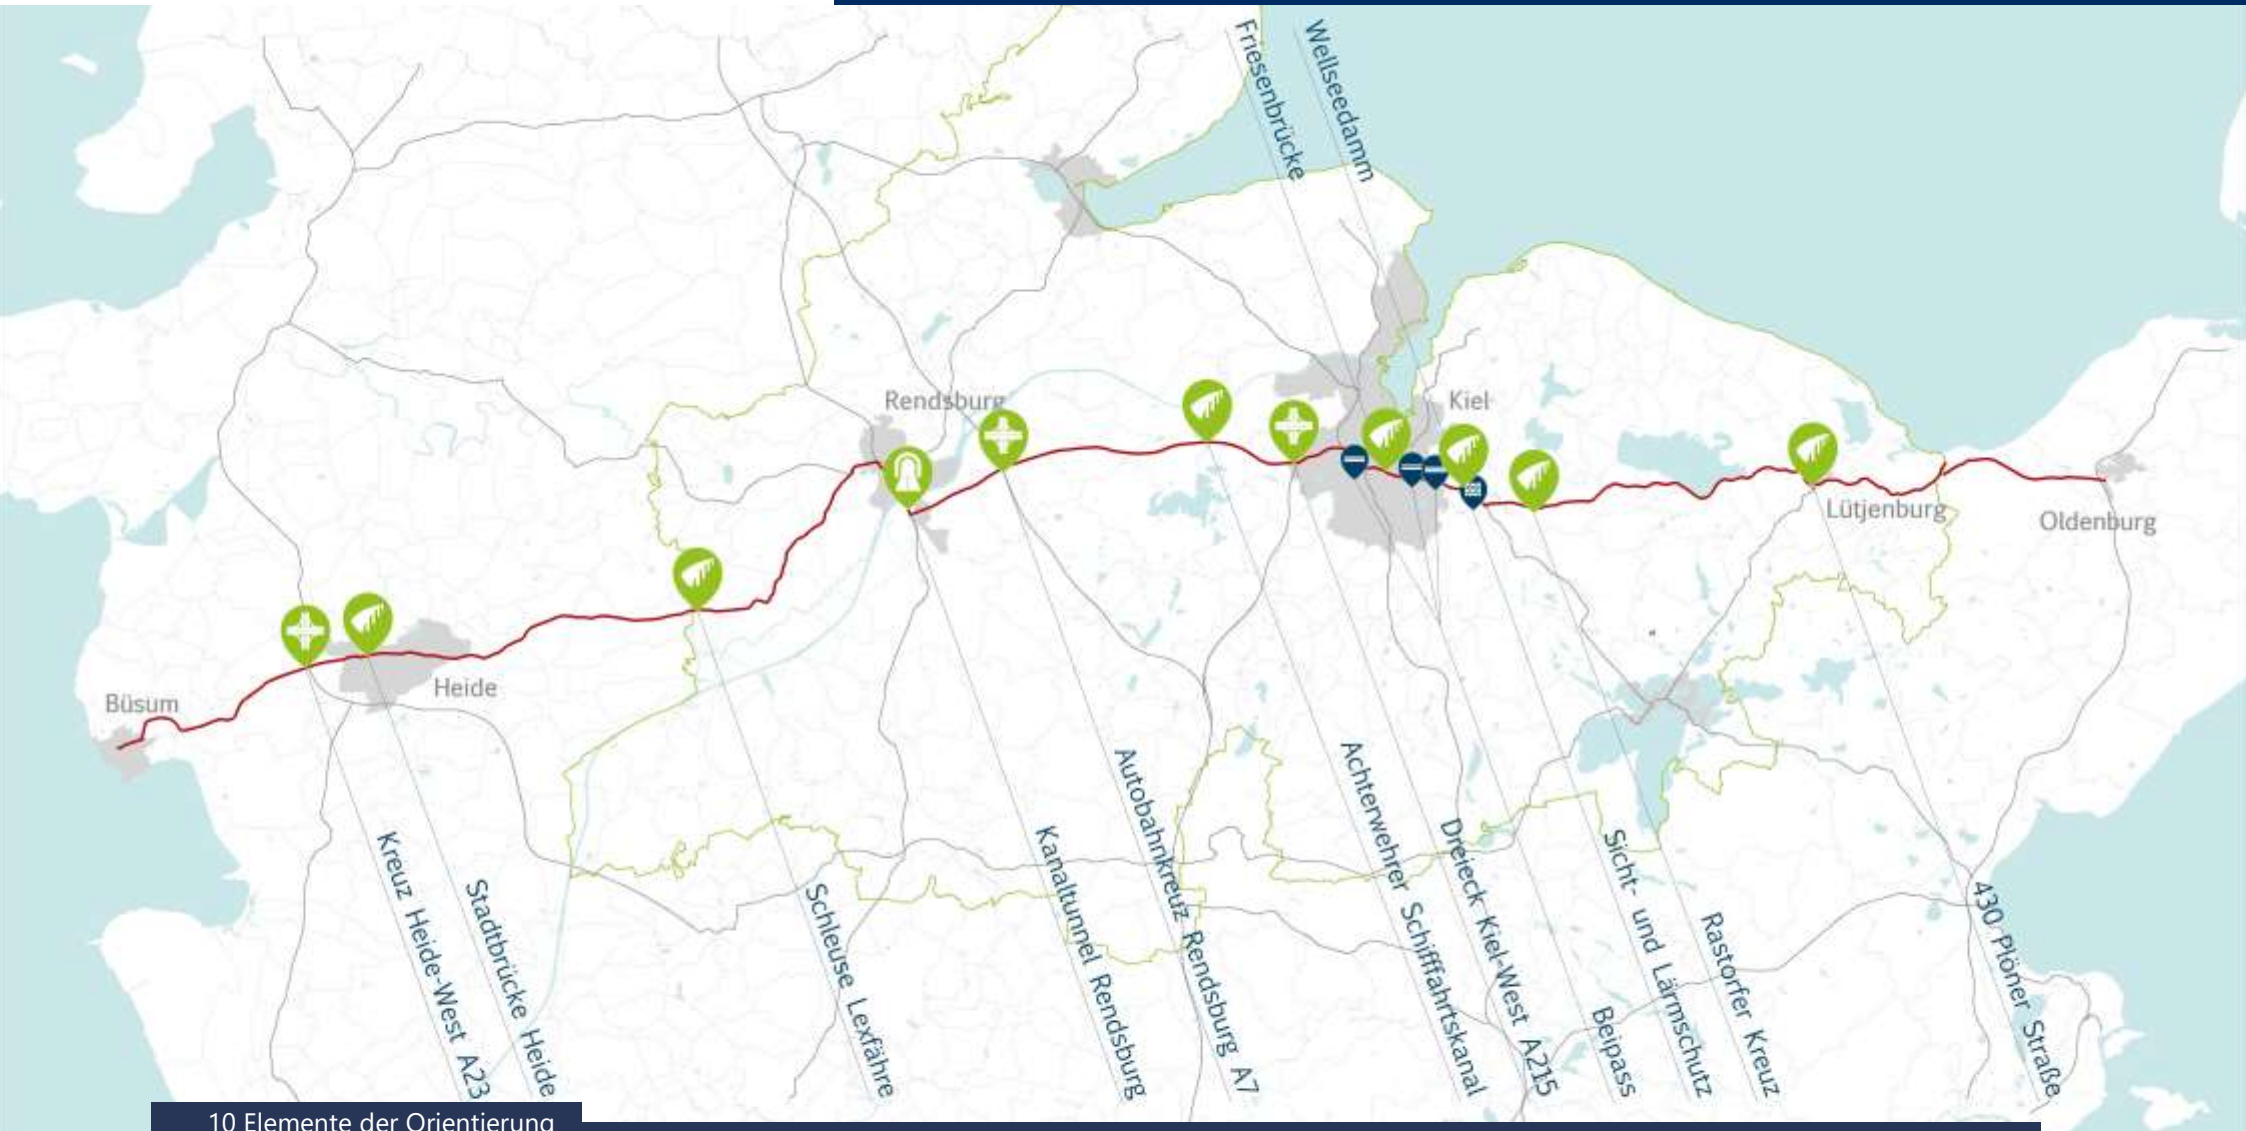 Friesenbrücke
Wellseedamm
Rendsburg
Kiel
Lütjenburg
Oldenburg
Heide
Büsum
Kreuz Heide-West A23
Stadtbrücke Heide
Schleuse Lexfähre
Kanaltunnel Rendsburg
Autobahnkreuz Rendsburg A7
Achterwehrer Schifffahrtskanal
Dreieck Kiel-West A215
Beipass
Sicht- und Lärmschutz
Rastorfer Kreuz
430 Plöner Straße
10 Elemente der Orientierung